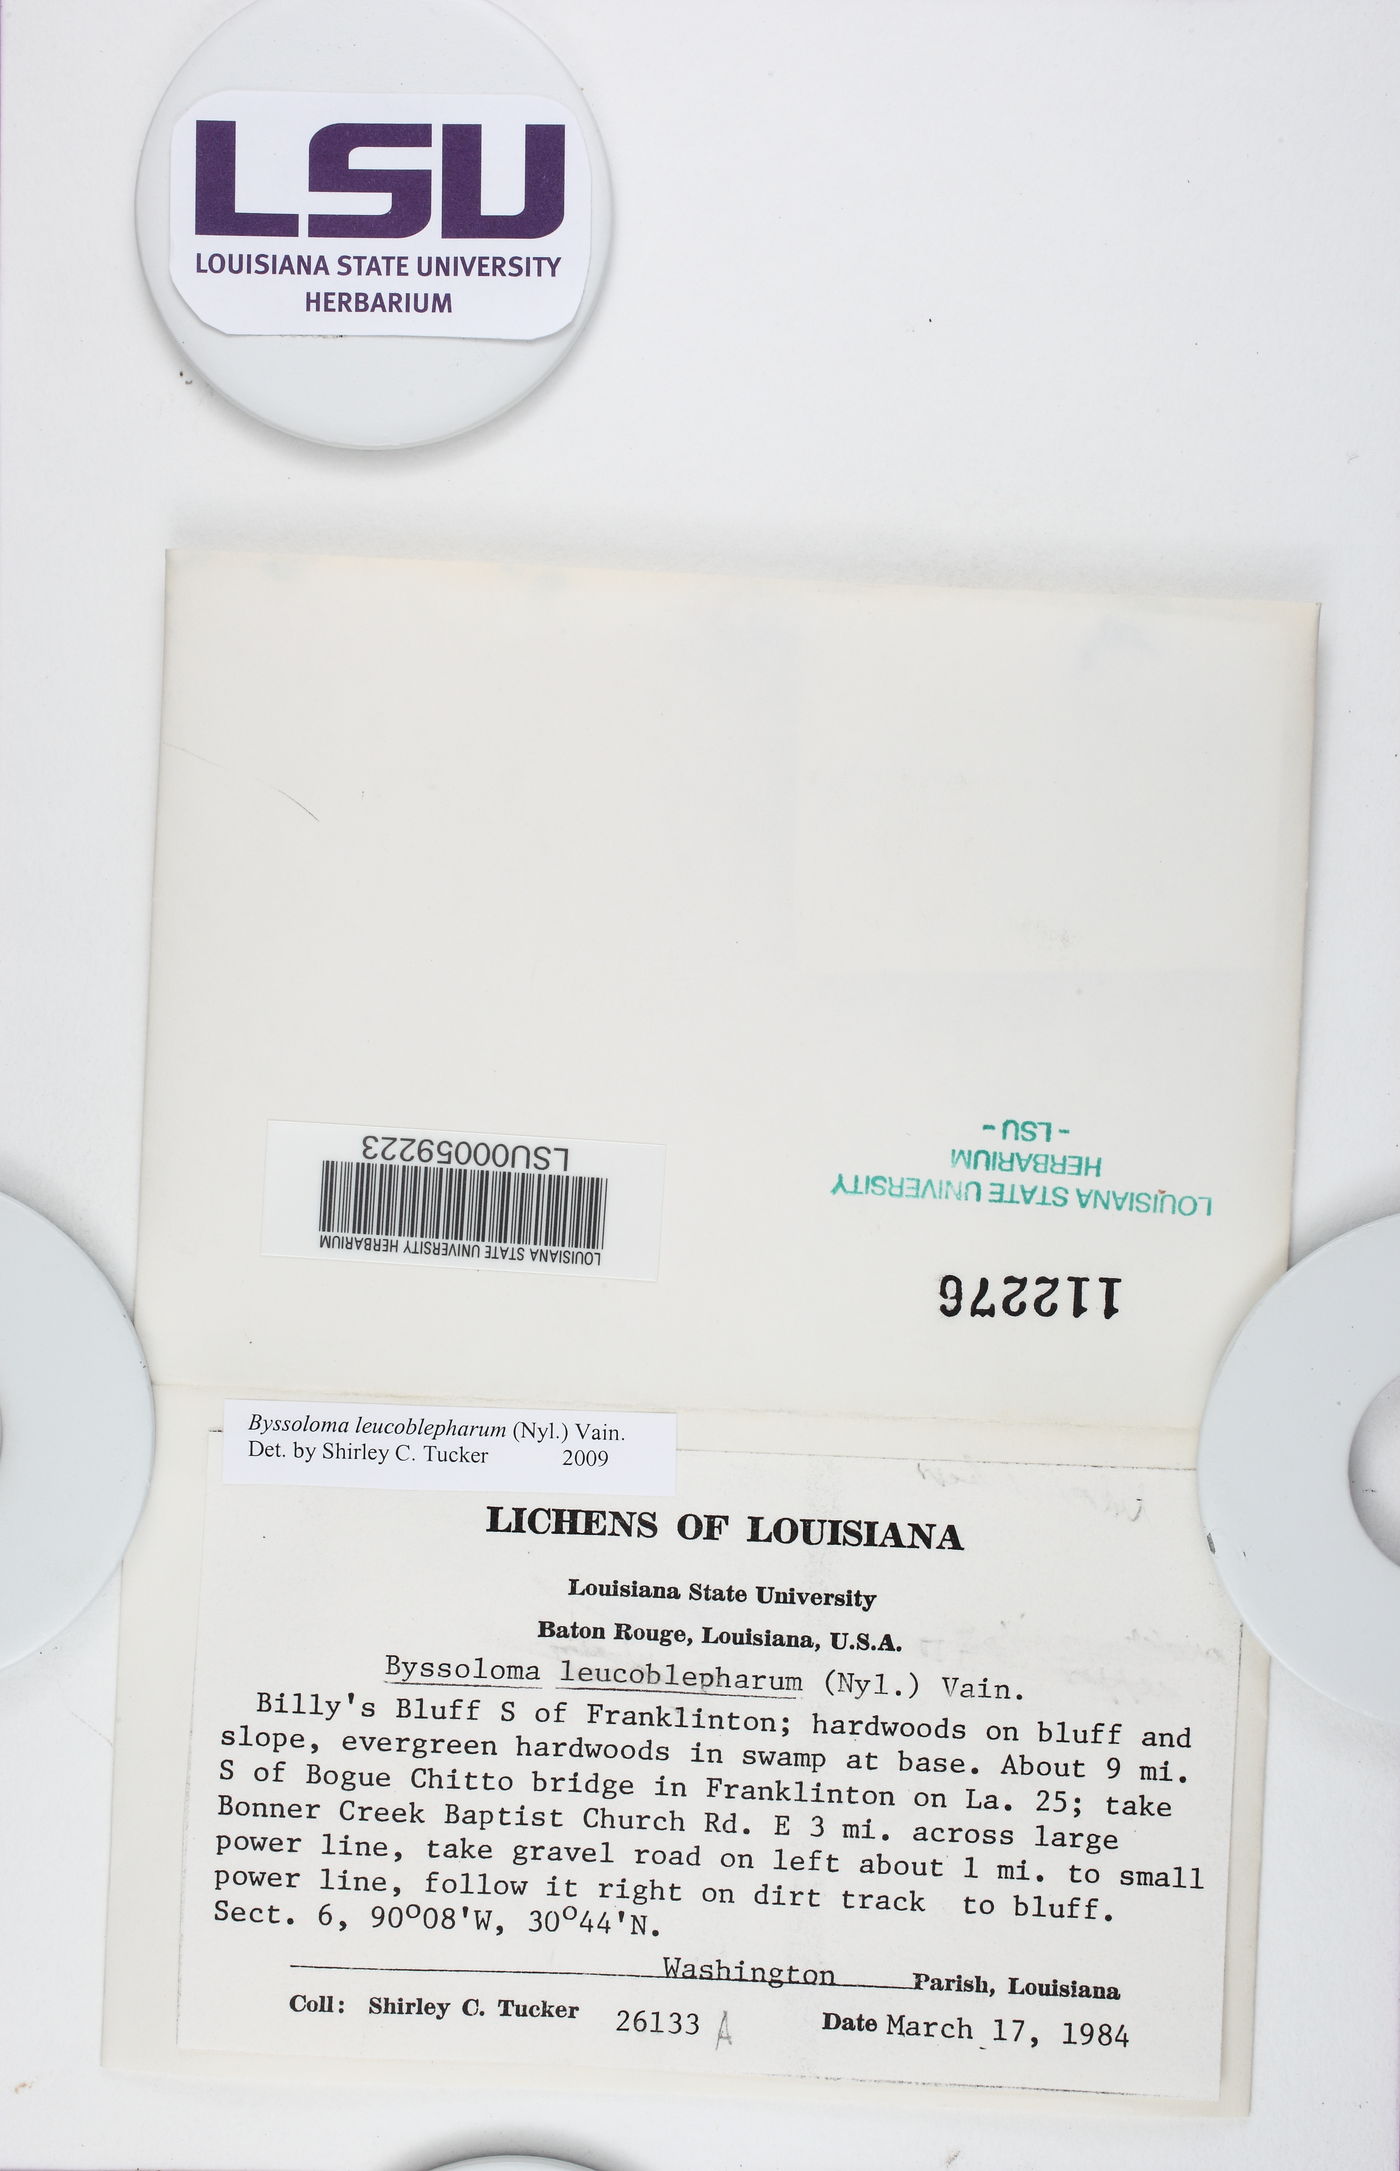 LSU
LOUISIANA STATE UNIVERSITY
HERBARIUM
- LSU -
HERBARIUM
LOUISIANA STATE UNIVERSITY
LSU00059223
LOUISIANA STATE UNIVERSITY HERBARIUM
112276
Byssoloma leucoblepharum (Nyl.) Vain.
Det. by Shirley C. Tucker 2009
LICHENS OF LOUISIANA
Louisiana State University
Baton Rouge, Louisiana, U.S.A.
Byssoloma leucoblepharum (Nyl.) Vain.
Billy's Bluff S of Franklinton; hardwoods on bluff and
slope, evergreen hardwoods in swamp at base. About 9 mi.
S of Bogue Chitto bridge in Franklinton on La. 25; take
Bonner Creek Baptist Church Rd. E 3 mi. across large
power line, take gravel road on left about 1 mi. to small
power line, follow it right on dirt track to bluff.
Sect. 6, 90°08'W, 30°44'N.
Washington Parish, Louisiana
Coll: Shirley C. Tucker 26133 A Date March 17, 1984